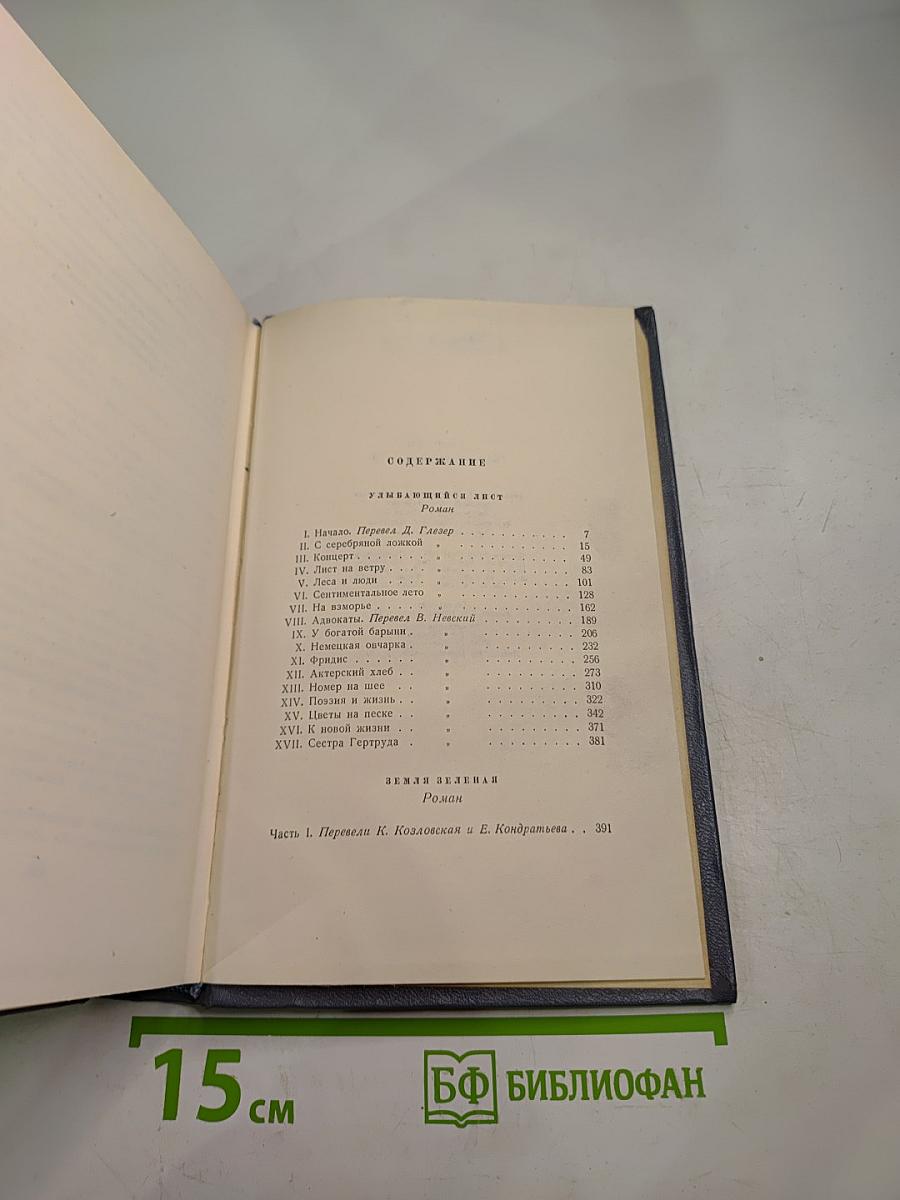 СОДЕРЖАНИЕ
УЛЫБАЮЩИЙСЯ ЛИСТ
Роман
I. Начало. Перевел Д. Глезер . . . . . . . . . . . 7
II. С серебряной ложкой „ . . . . . . . . . . . 15
III. Концерт . . . . . . . „ . . . . . . . . . . . 49
IV. Лист на ветру . . . . „ . . . . . . . . . . . 83
V. Леса и люди . . . . „ . . . . . . . . . . . 101
VI. Сентиментальное лето „ . . . . . . . . . . . 128
VII. На взморье . . . . . „ . . . . . . . . . . . 162
VIII. Адвокаты. Перевел В. Невский . . . . . . . . . 189
IX. У богатой барыни . „ . . . . . . . . . 206
X. Немецкая овчарка . „ . . . . . . . . . 232
XI. Фридис . . . . . . „ . . . . . . . . . 256
XII. Актерский хлеб . . „ . . . . . . . . . 273
XIII. Номер на шее . . „ . . . . . . . . . 310
XIV. Поэзия и жизнь . . „ . . . . . . . . . 322
XV. Цветы на песке . . „ . . . . . . . . . 342
XVI. К новой жизни . . „ . . . . . . . . . 371
XVII. Сестра Гертруда . „ . . . . . . . . . 381
ЗЕМЛЯ ЗЕЛЕНАЯ
Роман
Часть I. Перевели К. Козловская и Е. Кондратьева . . 391
15 см
БФ БИБЛИОФАН